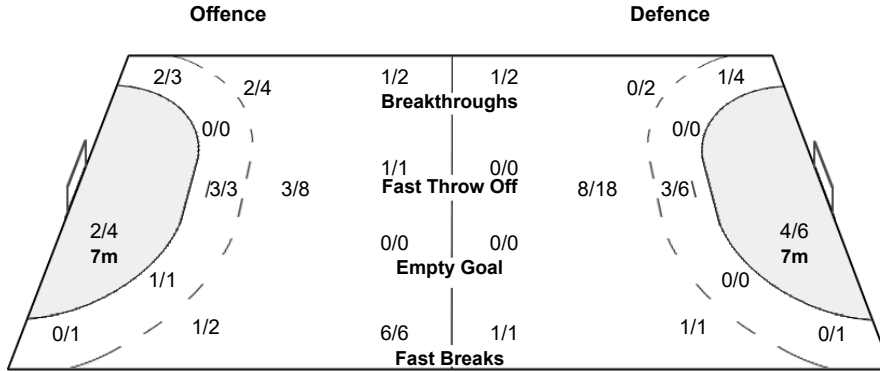 Offence Defence
2/3 2/4 1/2 1/2 0/2 1/4
Breakthroughs
0/0 0/0
1/1 0/0
3/3 3/8 Fast Throw Off 8/18 3/6
2/4 4/6
7m 7m
0/0 0/0
Empty Goal
1/1 0/0
0/1 1/2 6/6 1/1 1/1 0/1
Fast Breaks